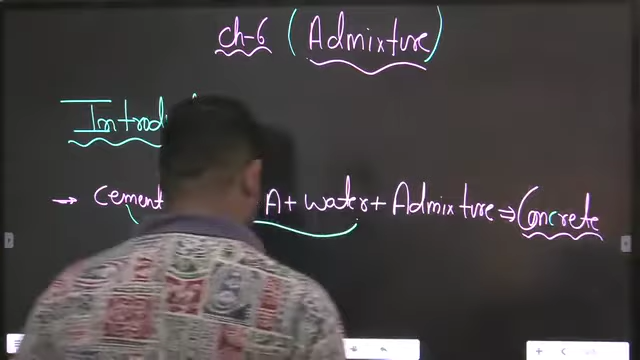 Ch-6 (Admixture)
Introd
→ Cement A + water + Admixture ⇒ Concrete